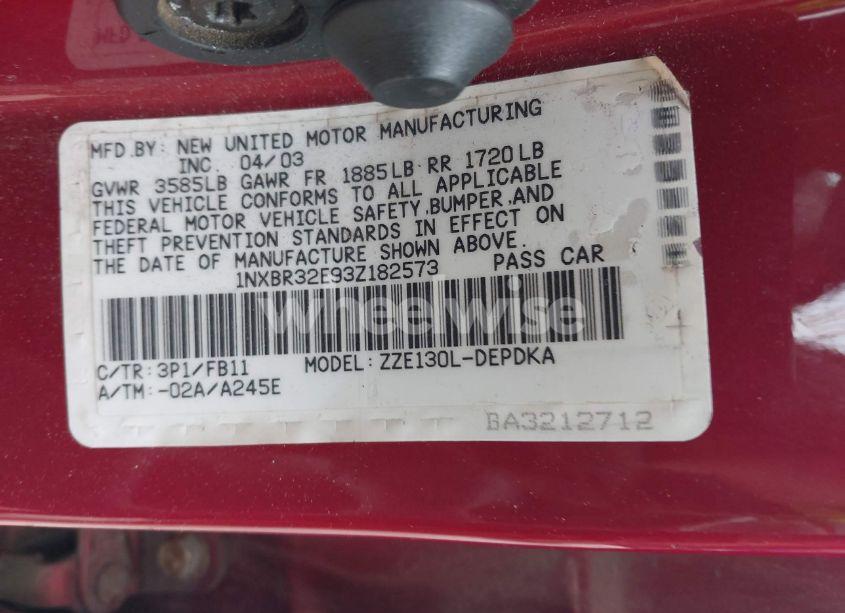 MFD.BY: NEW UNITED MOTOR MANUFACTURING
INC. 04/03
GVWR 3585LB GAWR FR 1885LB RR 1720LB
THIS VEHICLE CONFORMS TO ALL APPLICABLE
FEDERAL MOTOR VEHICLE SAFETY,BUMPER,AND
THEFT PREVENTION STANDARDS IN EFFECT ON
THE DATE OF MANUFACTURE SHOWN ABOVE.
1NXBR32E93Z182573 PASS CAR
wheelwise
C/TR: 3P1/FB11 MODEL: ZZE130L-DEPDKA
A/TM: -02A/A245E
BA3212712